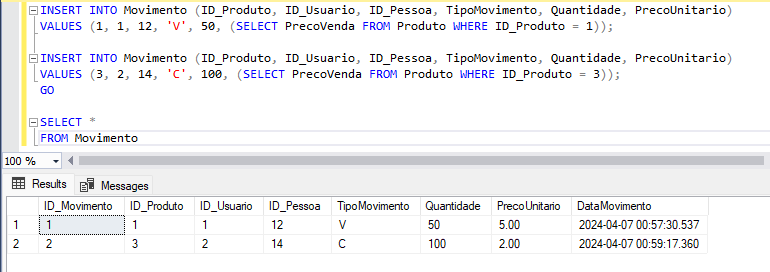 INSERT INTO Movimento (ID_Produto, ID_Usuario, ID_Pessoa, TipoMovimento, Quantidade, PrecoUnitario)
VALUES (1, 1, 12, 'V', 50, (SELECT PrecoVenda FROM Produto WHERE ID_Produto = 1));
INSERT INTO Movimento (ID_Produto, ID_Usuario, ID_Pessoa, TipoMovimento, Quantidade, PrecoUnitario)
VALUES (3, 2, 14, 'C', 100, (SELECT PrecoVenda FROM Produto WHERE ID_Produto = 3));
GO
SELECT *
FROM Movimento
100 %
Results Messages
ID_Movimento ID_Produto ID_Usuario ID_Pessoa TipoMovimento Quantidade PrecoUnitario DataMovimento
1 1 1 1 12 V 50 5.00 2024-04-07 00:57:30.537
2 2 3 2 14 C 100 2.00 2024-04-07 00:59:17.360